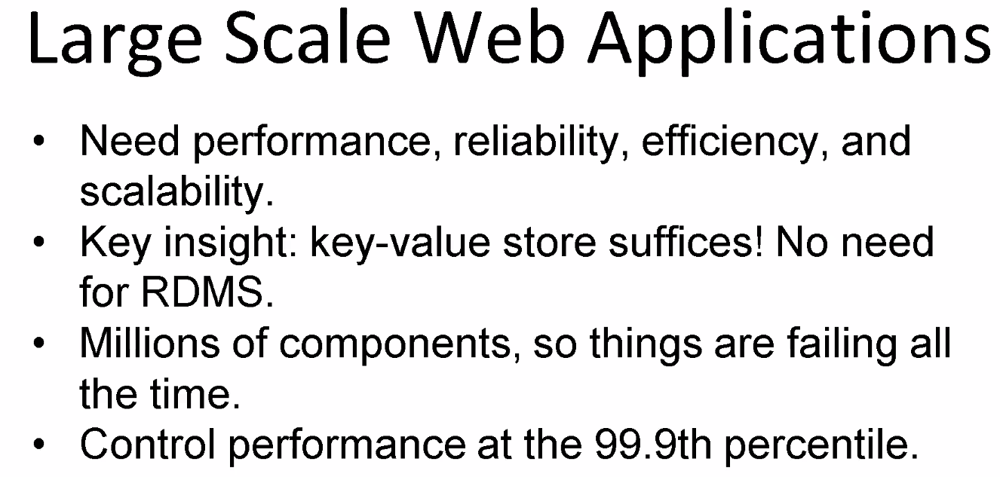 Large Scale Web Applications
• Need performance, reliability, efficiency, and
scalability.
• Key insight: key-value store suffices! No need
for RDMS.
• Millions of components, so things are failing all
the time.
• Control performance at the 99.9th percentile.